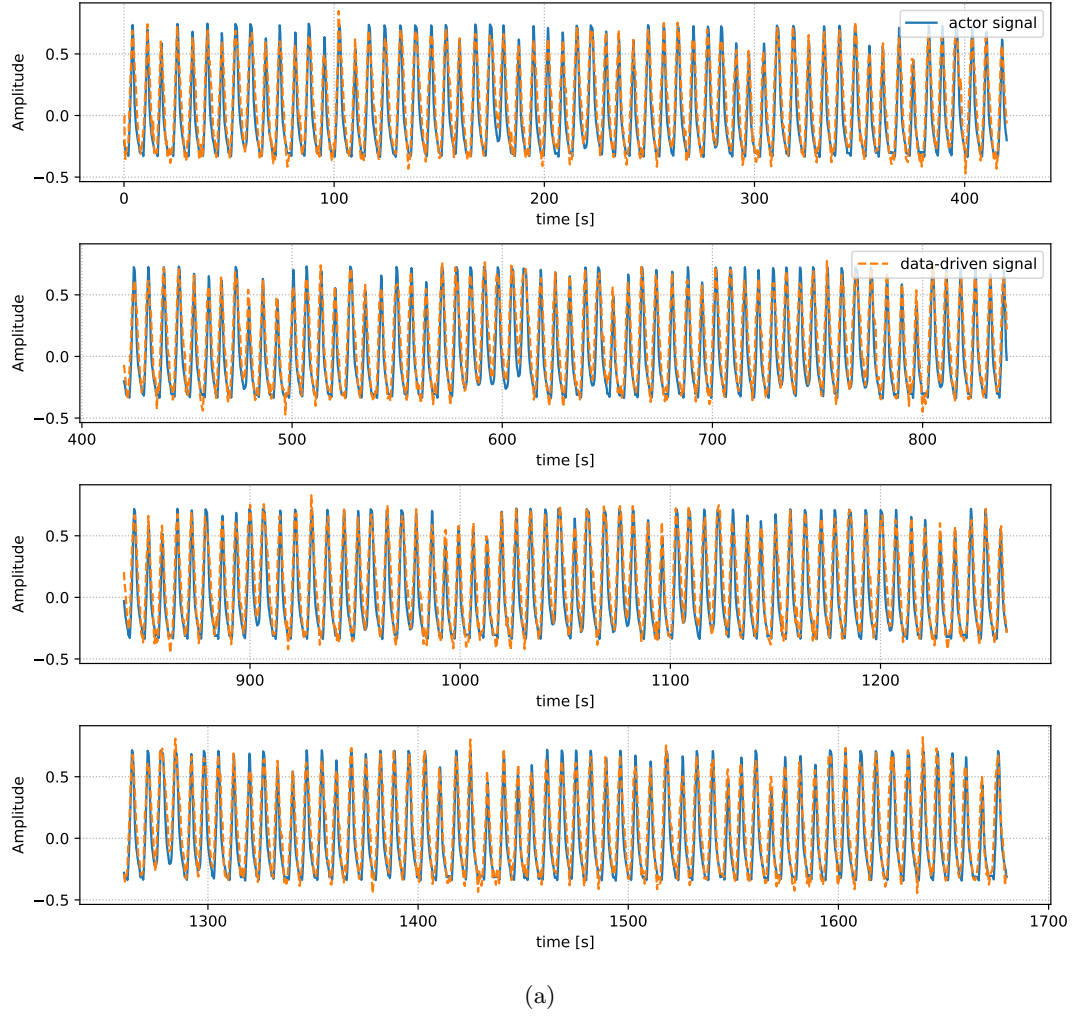 actor signal
Amplitude
0.5
0.0
−0.5
0 100 200 300 400
time [s]
data-driven signal
Amplitude
0.5
0.0
−0.5
400 500 600 700 800
time [s]
Amplitude
0.5
0.0
−0.5
900 1000 1100 1200
time [s]
Amplitude
0.5
0.0
−0.5
1300 1400 1500 1600 1700
time [s]
(a)